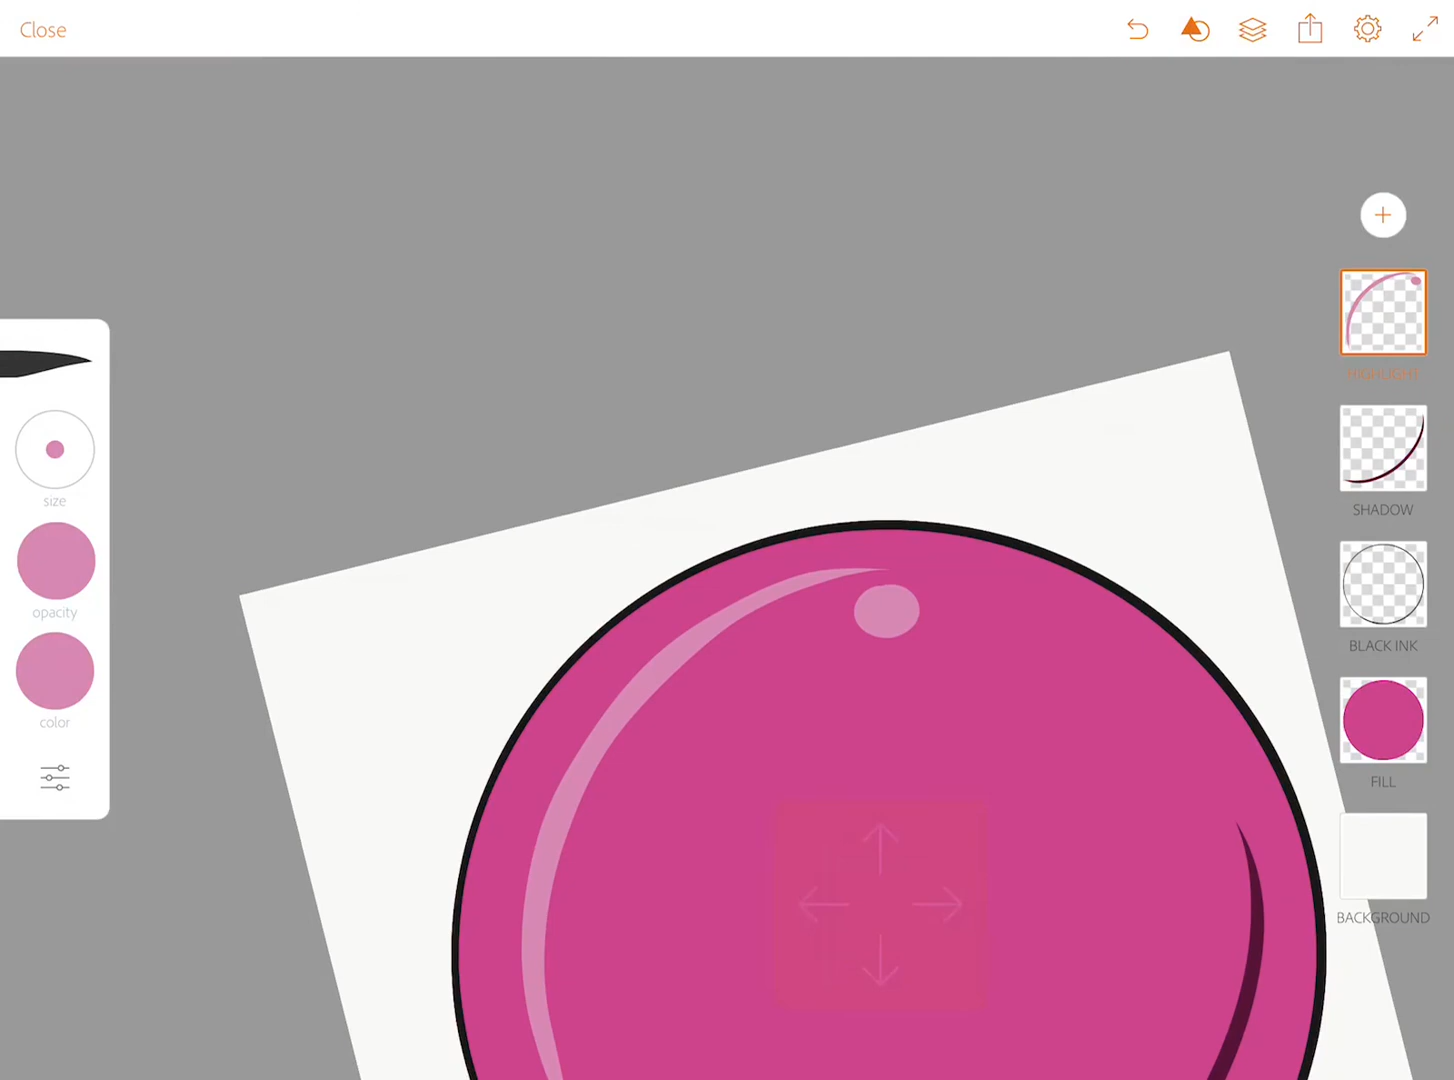 Close
size
opacity
color
HIGHLIGHT
SHADOW
BLACK INK
FILL
BACKGROUND